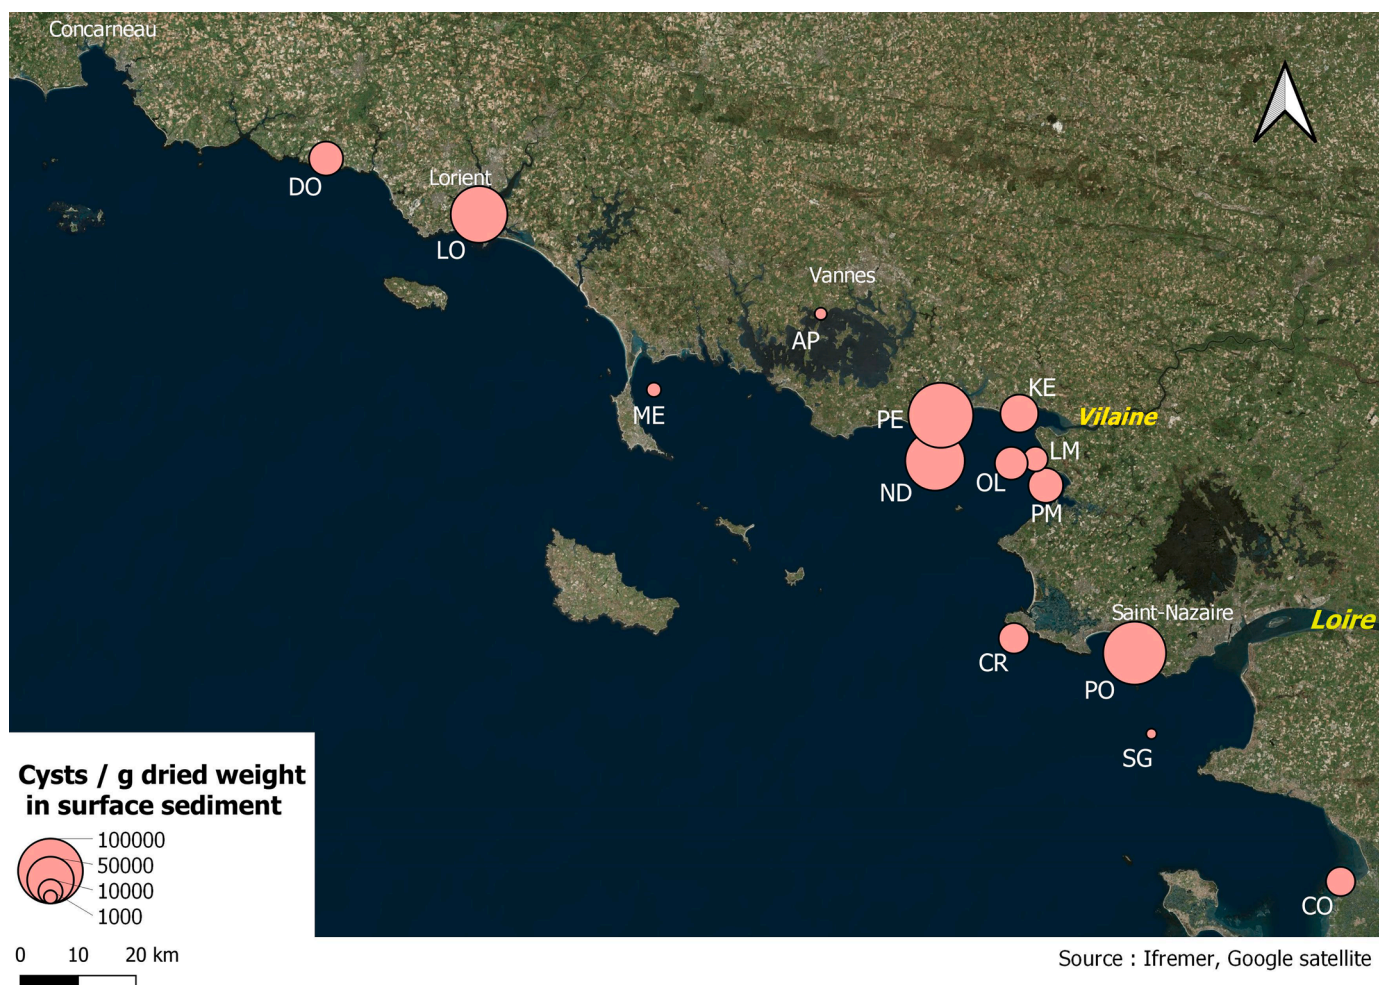 Concarneau
DO
Lorient
LO
Vannes
AP
ME
KE
PE
Vilaine
LM
OL
ND
PM
Saint-Nazaire
Loire
CR
PO
SG
CO
Cysts / g dried weight
in surface sediment
100000
50000
10000
1000
0 10 20 km
Source : Ifremer, Google satellite